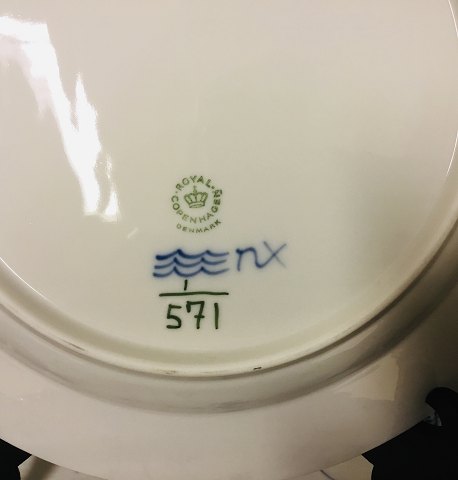 ROYAL
COPENHAGEN
DENMARK
nx
1
571